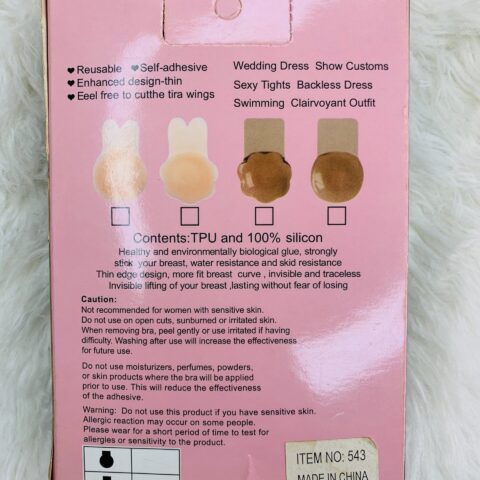 Reusable Self-adhesive
Enhanced design-thin
Eeel free to cutthe tira wings
Wedding Dress Show Customs
Sexy Tights Backless Dress
Swimming Clairvoyant Outfit
Contents:TPU and 100% silicon
Healthy and environmentally biological glue, strongly
stick your breast, water resistance and skid resistance
Thin edge design, more fit breast curve , invisible and traceless
Invisible lifting of your breast ,lasting without fear of losing
Caution:
Not recommended for women with sensitive skin.
Do not use on open cuts, sunburned or irritated skin.
When removing bra, peel gently or use irritated if having
difficulty. Washing after use will increase the effectiveness
for future use.
Do not use moisturizers, perfumes, powders,
or skin products where the bra will be applied
prior to use. This will reduce the effectiveness
of the adhesive.
Warning: Do not use this product if you have sensitive skin.
Allergic reaction may occur on some people.
Please wear for a short period of time to test for
allergies or sensitivity to the product.
ITEM NO: 543
MADE IN CHINA